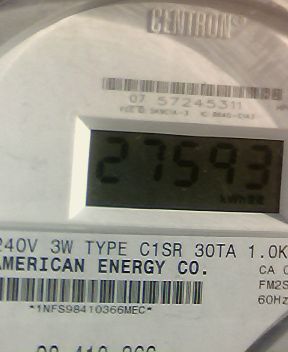 CENTRON
07 57245311
27593
kWh
240V 3W TYPE C1SR 30TA 1.0K
AMERICAN ENERGY CO.
CA
FM2S
60Hz
*1NFS98410366MEC*